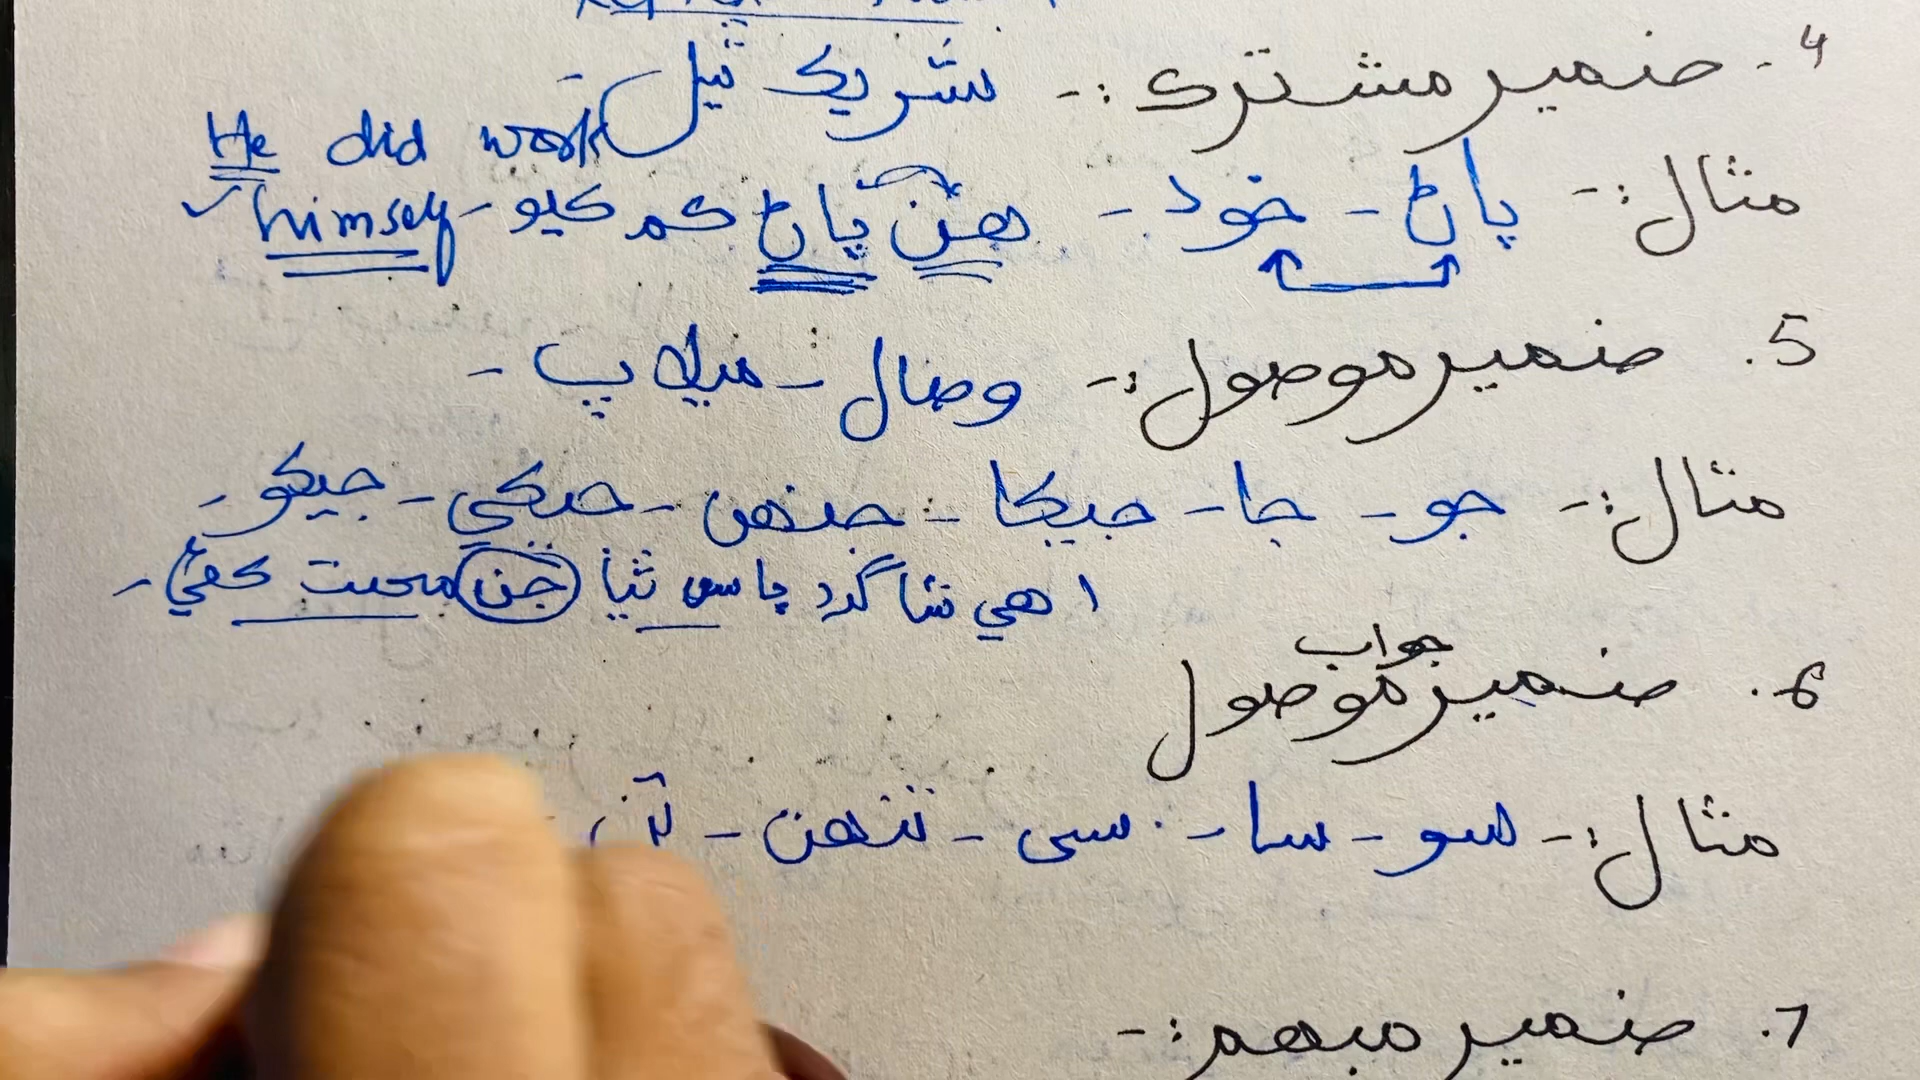 4- ضمير مشترڪ :- شريڪ ٿيل
He did work
مثال :- پاڻ - خود - هن پاڻ ڪم ڪيو - himself
5. ضمير موصول :- وصال - ميلاپ -
مثال :- جو - جا - جيڪا - جنهن - جيڪي - جيڪو -
اهي شاگرد پاس ٿيا جن محنت ڪئي -
جواب
6. ضمير موصول
مثال :- سو - سا - سي - تنهن -
7. ضمير مبهم :-